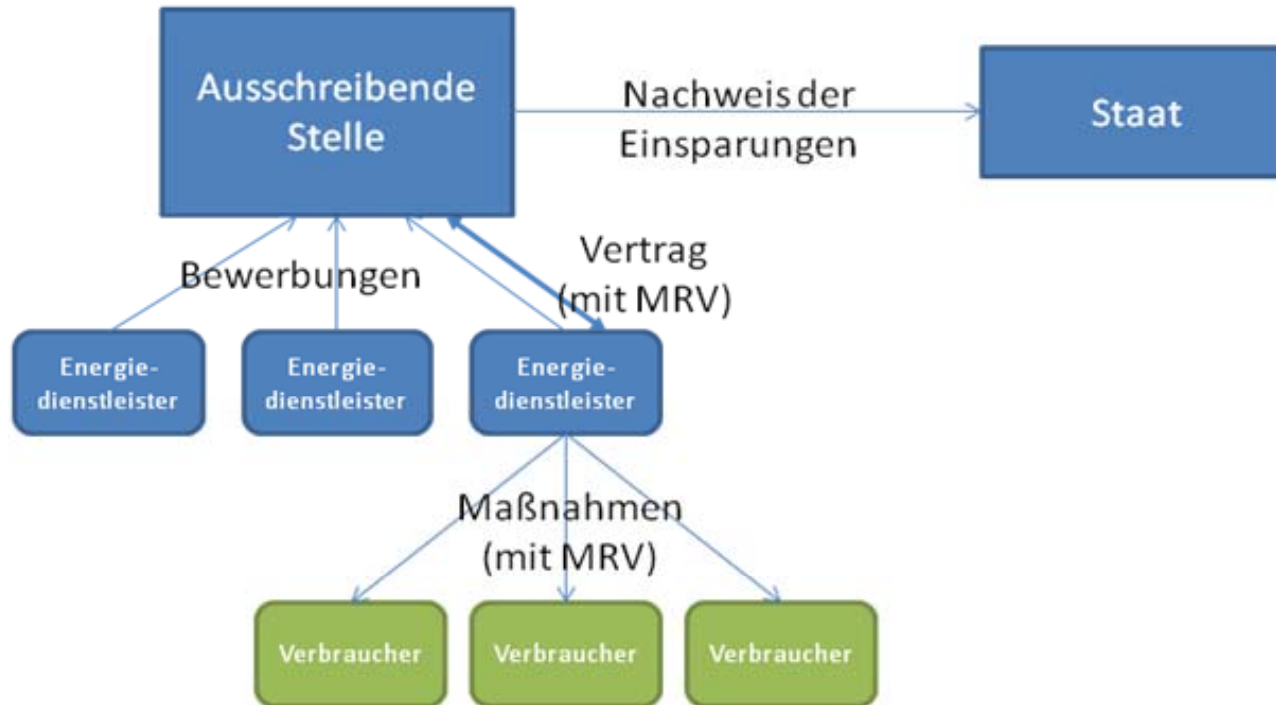 Ausschreibende
Stelle
Nachweis der
Einsparungen
Staat
Bewerbungen
Vertrag
(mit MRV)
Energie-
dienstleister
Energie-
dienstleister
Energie-
dienstleister
Maßnahmen
(mit MRV)
Verbraucher
Verbraucher
Verbraucher